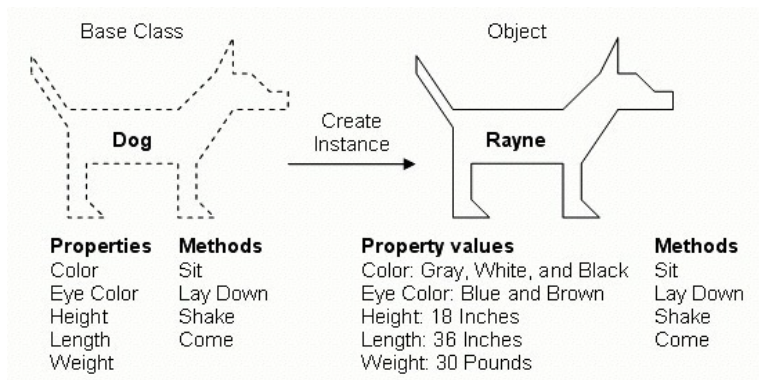 Base Class
Object
Dog
Create
Instance
Rayne
Properties Methods
Color Sit
Eye Color Lay Down
Height Shake
Length Come
Weight
Property values Methods
Color: Gray, White, and Black Sit
Eye Color: Blue and Brown Lay Down
Height: 18 Inches Shake
Length: 36 Inches Come
Weight: 30 Pounds